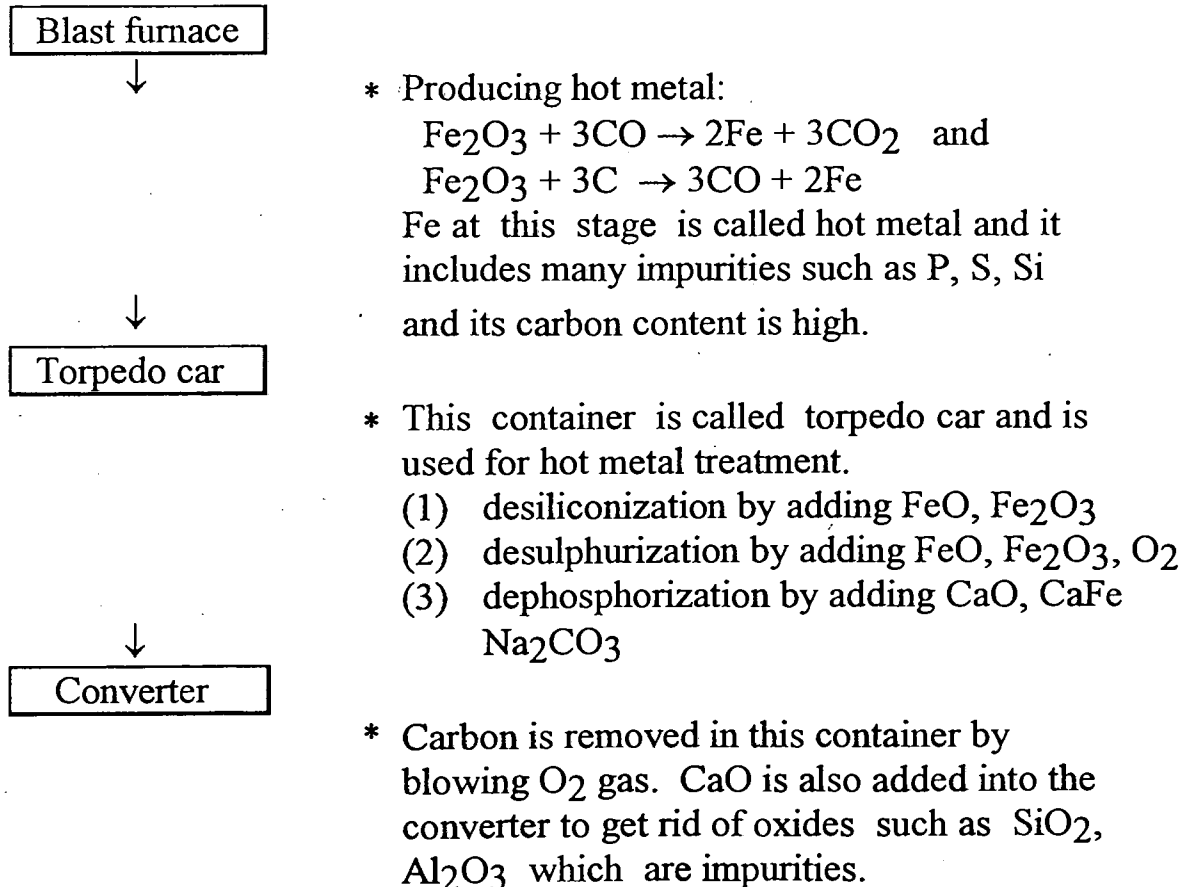 Blast furnace
↓
* Producing hot metal:
Fe2O3 + 3CO → 2Fe + 3CO2 and
Fe2O3 + 3C → 3CO + 2Fe
Fe at this stage is called hot metal and it
includes many impurities such as P, S, Si
↓
and its carbon content is high.
Torpedo car
* This container is called torpedo car and is
used for hot metal treatment.
(1) desiliconization by adding FeO, Fe2O3
(2) desulphurization by adding FeO, Fe2O3, O2
(3) dephosphorization by adding CaO, CaFe
↓
Na2CO3
Converter
* Carbon is removed in this container by
blowing O2 gas. CaO is also added into the
converter to get rid of oxides such as SiO2,
Al2O3 which are impurities.